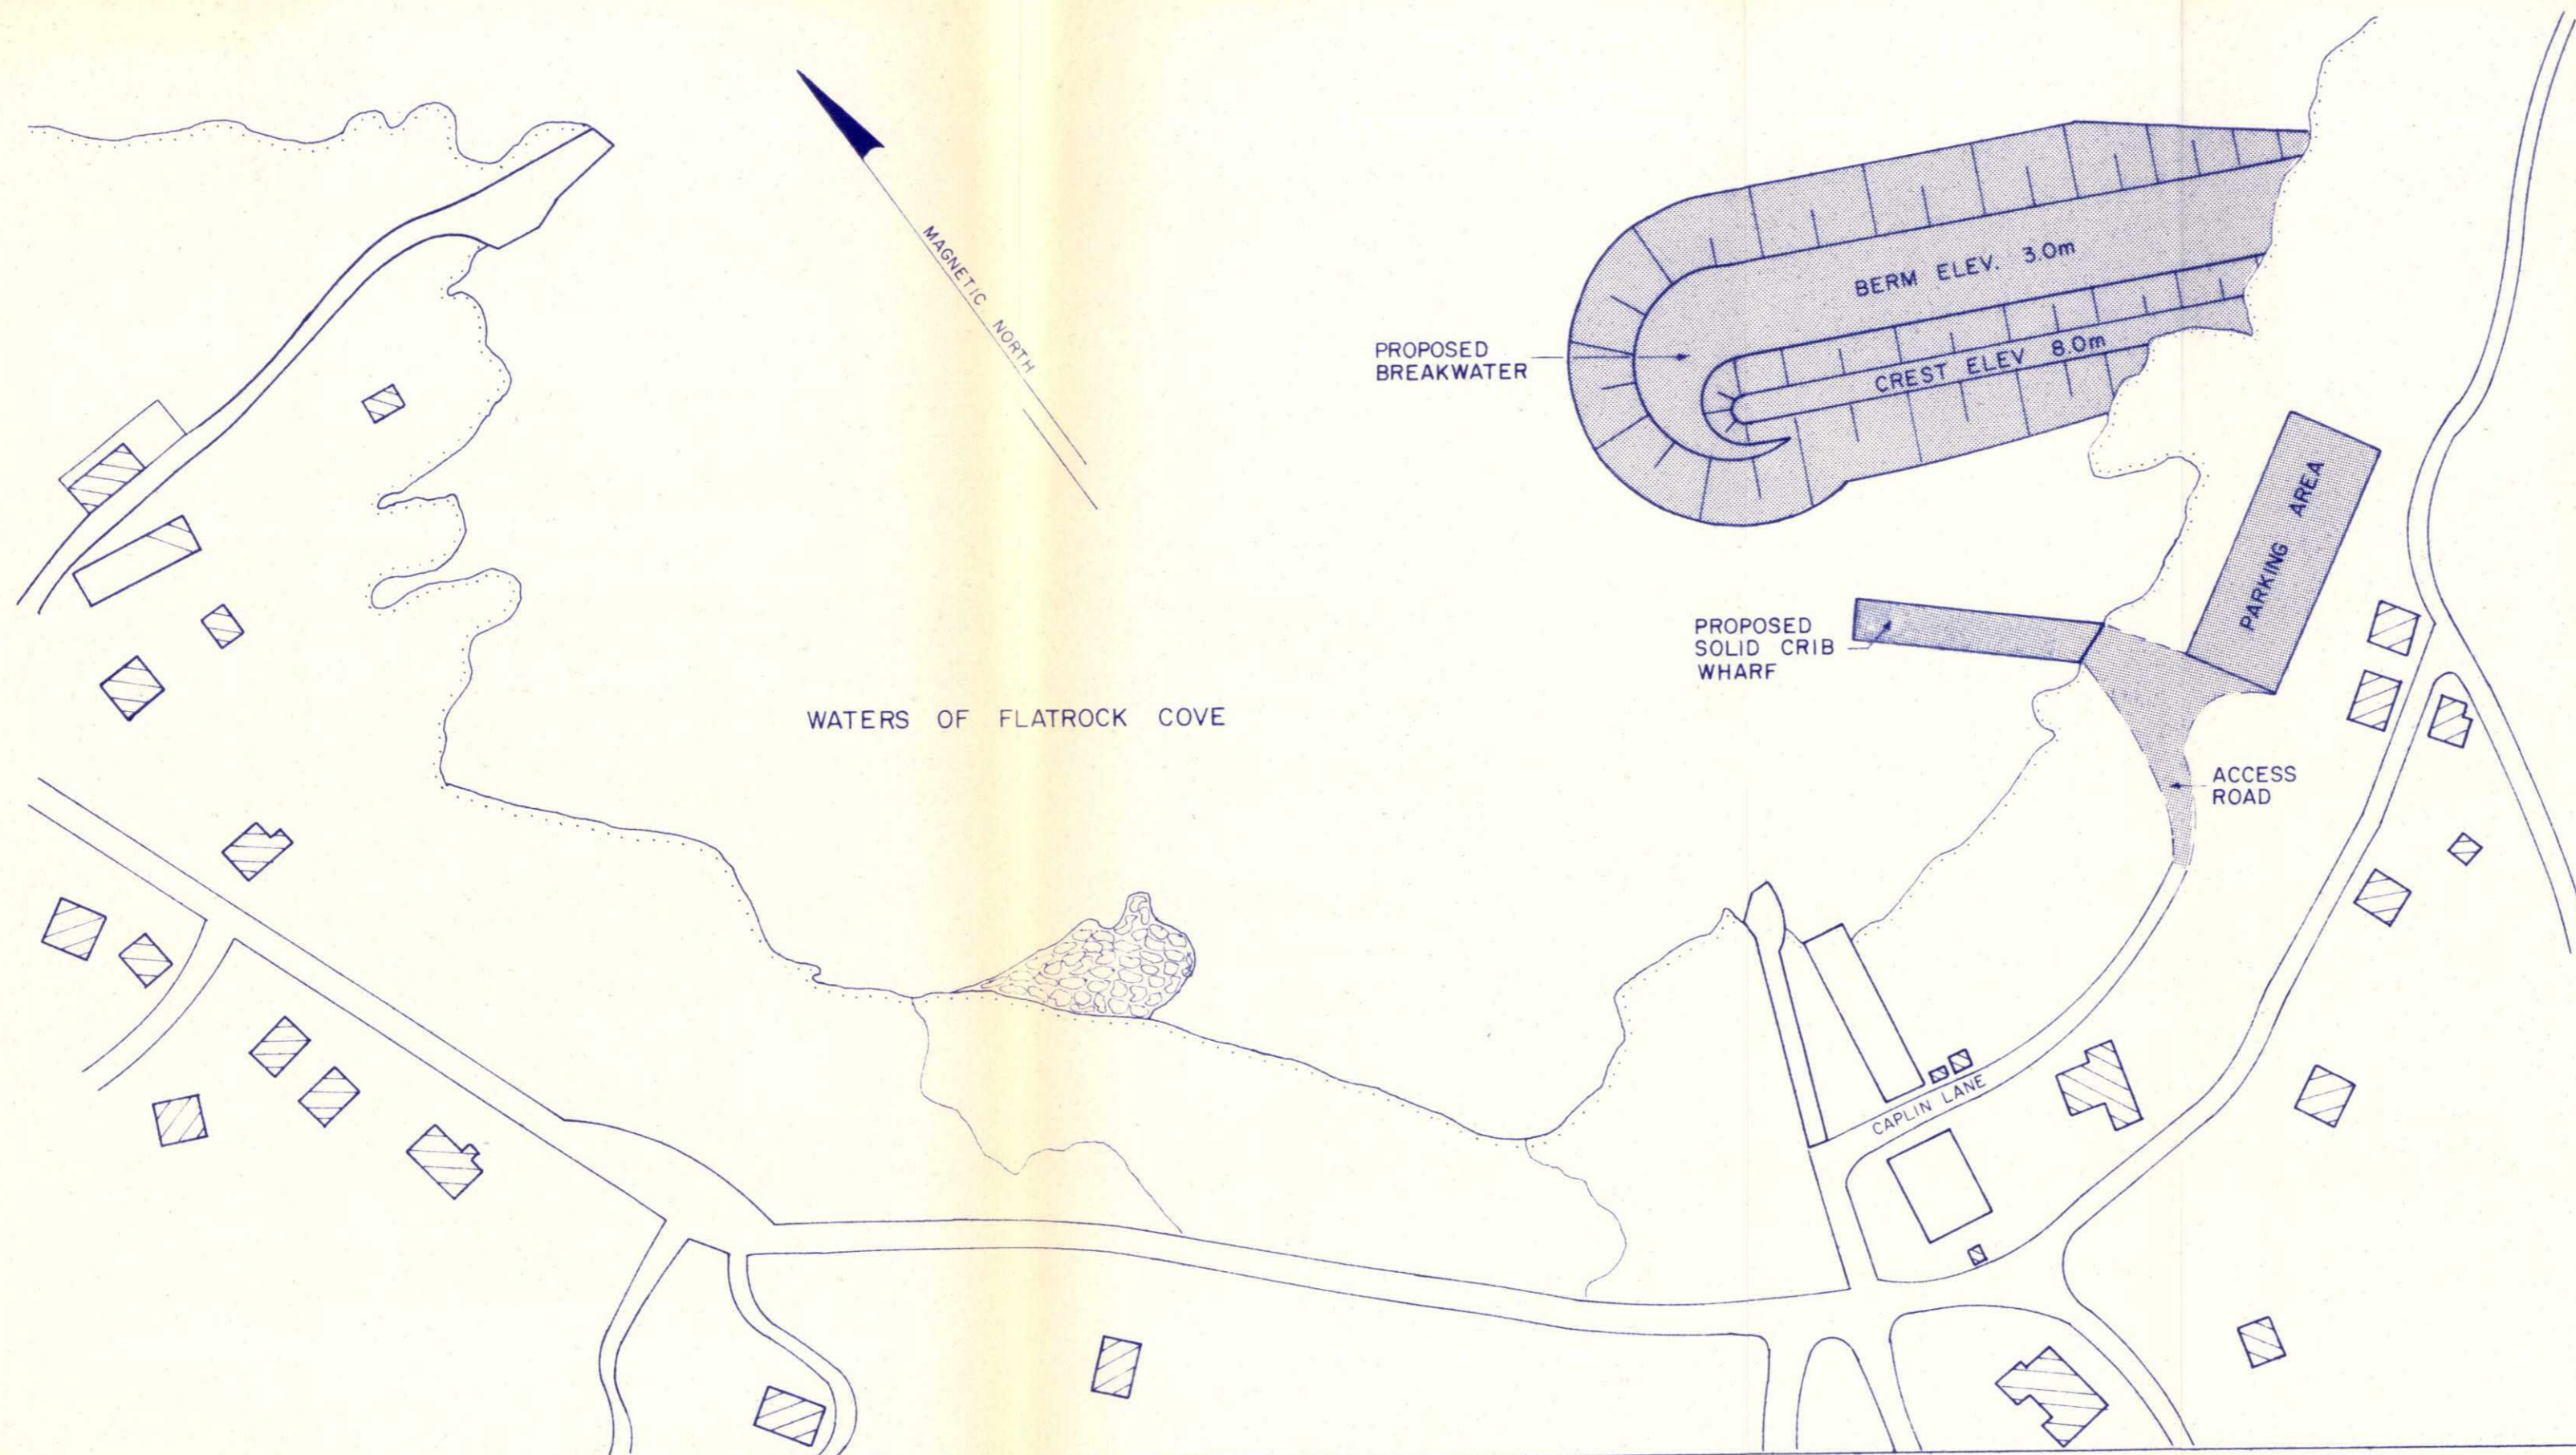 MAGNETIC NORTH
BERM ELEV. 3.0m
PROPOSED
BREAKWATER
CREST ELEV 8.0m
PARKING AREA
PROPOSED
SOLID CRIB
WHARF
WATERS OF FLATROCK COVE
ACCESS
ROAD
CAPLIN LANE